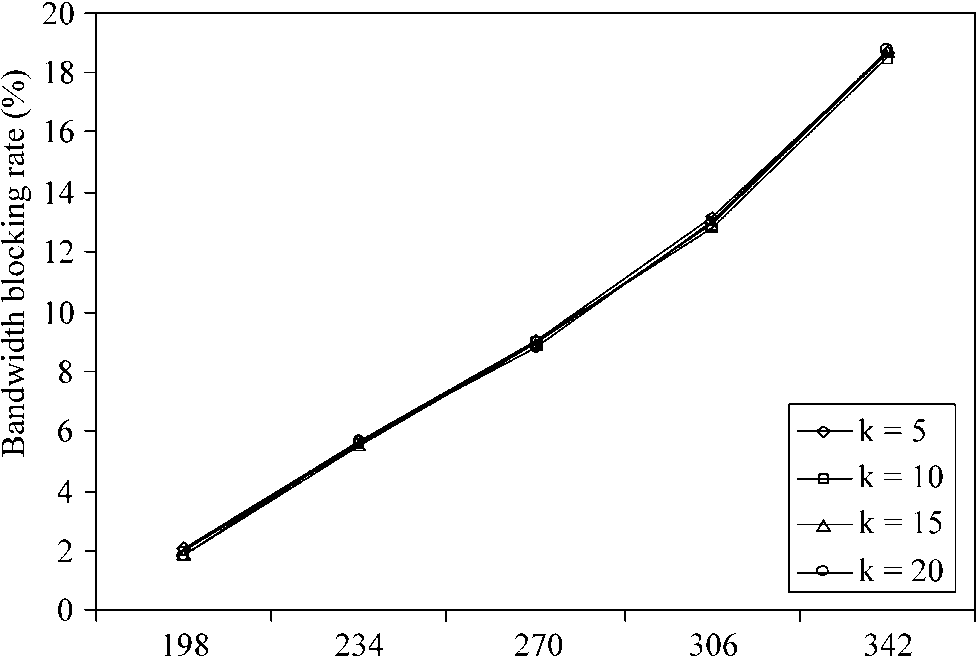 Bandwidth blocking rate (%)
20
18
16
14
12
10
8
6
4
2
0
198 234 270 306 342
k = 5
k = 10
k = 15
k = 20